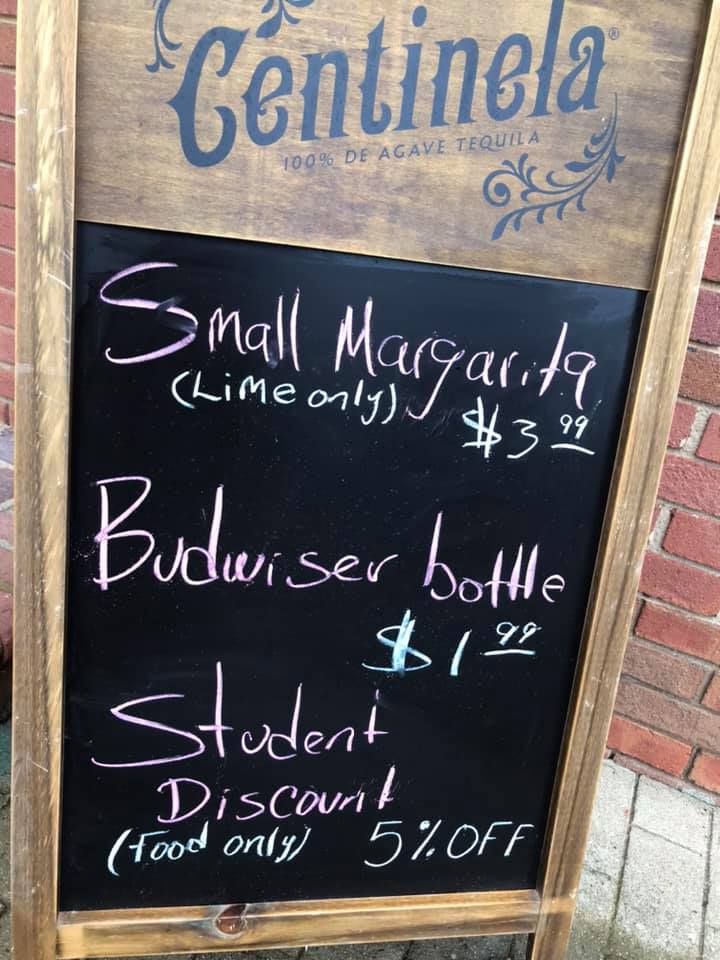 Centinela®
100% DE AGAVE TEQUILA
Small Margarita
(Lime only) $3 99
Budwiser bottle
$1 99
Student
Discount
(Food only) 5% OFF